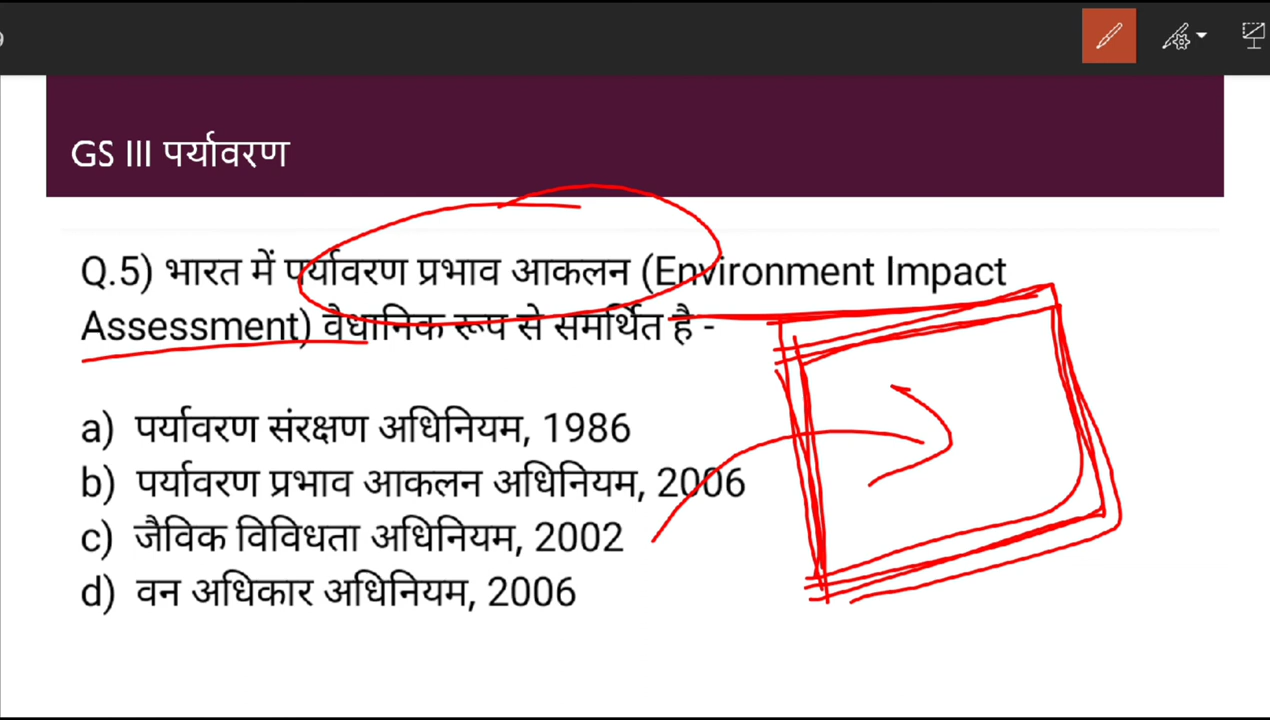 GS III पर्यावरण
Q.5) भारत में पर्यावरण प्रभाव आकलन (Environment Impact
Assessment) वैधानिक रूप से समर्थित है -
a) पर्यावरण संरक्षण अधिनियम, 1986
b) पर्यावरण प्रभाव आकलन अधिनियम, 2006
c) जैविक विविधता अधिनियम, 2002
d) वन अधिकार अधिनियम, 2006